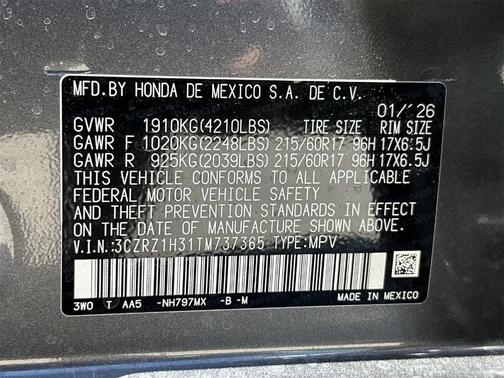 MFD.BY HONDA DE MEXICO S.A. DE C.V.
01/'26
GVWR 1910KG(4210LBS) TIRE SIZE RIM SIZE
GAWR F 1020KG(2248LBS) 215/60R17 96H 17X6.5J
GAWR R 925KG(2039LBS) 215/60R17 96H 17X6.5J
THIS VEHICLE CONFORMS TO ALL APPLICABLE
FEDERAL MOTOR VEHICLE SAFETY
AND THEFT PREVENTION STANDARDS IN EFFECT
ON THE DATE OF MANUFACTURE SHOWN ABOVE.
V.I.N.:3CZRZ1H31TM737365 TYPE:MPV
3W0 T AA5 -NH797MX -B -M MADE IN MEXICO